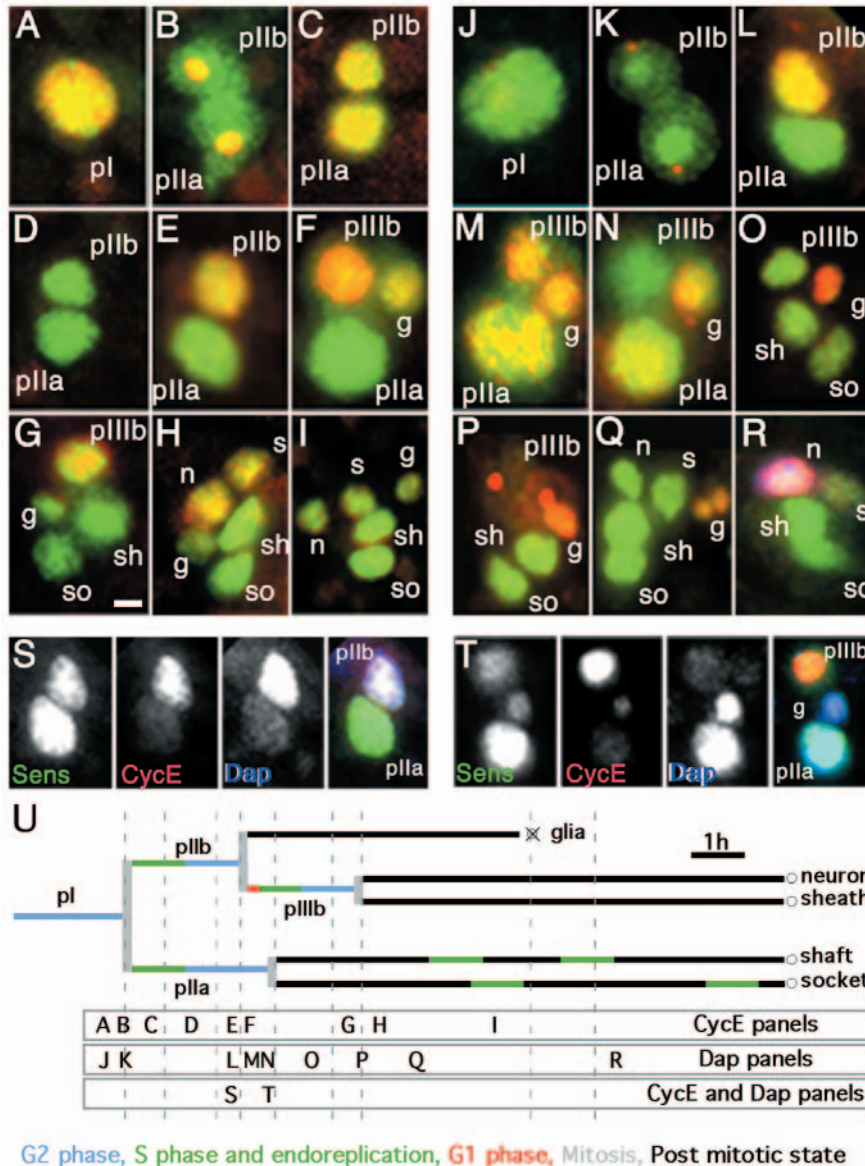 A B pIIb C pIIb J K pIIb L pIIb
pI pIIa pIIa pI pIIa pIIa
D pIIb E pIIb F pIIIb M pIIIb N pIIIb O pIIIb
g g g g
pIIa pIIa pIIa pIIa pIIa sh so
G pIIIb H s I g P pIIIb Q n s R n
n s s
g sh sh n sh sh g sh g sh
so g so so so so so
S pIIb T pIIIb
g
Sens CycE Dap pIIa Sens CycE Dap pIIa
U
glia 1h
pIIb
neuron
pI pIIIb sheath
shaft
pIIa socket
A B C D E F G H I CycE panels
J K L M N O P Q R Dap panels
S T CycE and Dap panels
G2 phase, S phase and endoreplication, G1 phase, Mitosis, Post mitotic state